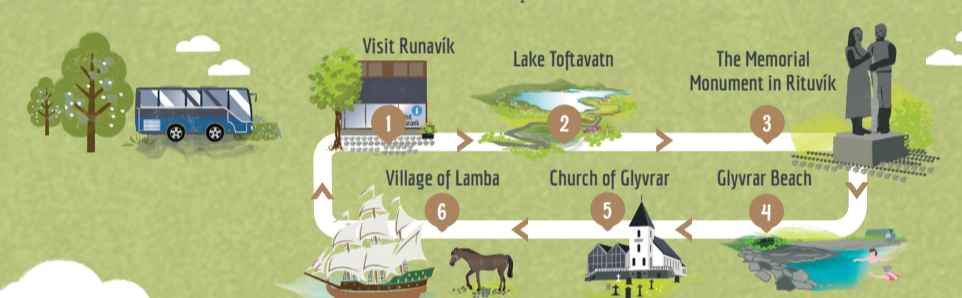 Visit Runavík
Lake Toftavatn
The Memorial
Monument in Rituvík
1
2
3
Village of Lamba
Church of Glyvrar
Glyvrar Beach
6
5
4